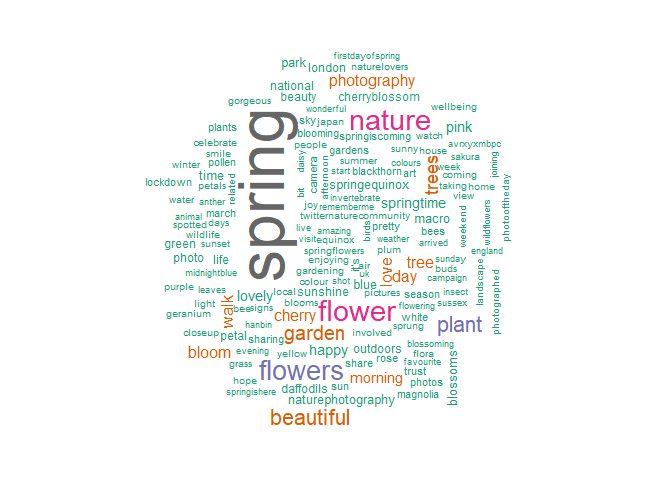 firstdayofspring
park
london
naturelovers
national
photography
gorgeous
beauty
cherryblossom
wonderful
wellbeing
sky
japan
nature
plants
blooming
springiscoming
watch
pink
celebrate
people
gardens
sunny
house
avrxyxmbpc
smile
spring
daisy
summer
colours
trees
week
sakura
joining
winter
pollen
camera
afternoon
start
blackthorn
art
coming
time
lockdown
petals
related
bit
springequinox
taking
home
photooftheday
water
anther
invertebrate
springtime
view
joy
rememberme
march
animal
twitternaturecommunity
macro
weekend
wildflowers
spotted
days
live
amazing
birds
pretty
bees
wildlife
visit
equinox
weather
arrived
green
sunset
springflowers
plum
england
photo
life
enjoying
it's
air
love
tree
sunday
midnightblue
gardening
uk
day
buds
campaign
landscape
photographed
purple
leaves
colour
shot
blue
lovely
local
sunshine
pictures
season
insect
light
walk
bee
signs
blooms
flower
flowering
sussex
geranium
cherry
white
plant
hanbin
closeup
petal
sharing
garden
involved
sprung
blossoming
bloom
evening
yellow
happy
outdoors
flora
grass
flowers
share
rose
favourite
trust
blossoms
hope
morning
photos
springishere
daffodils
sun
magnolia
naturephotography
beautiful